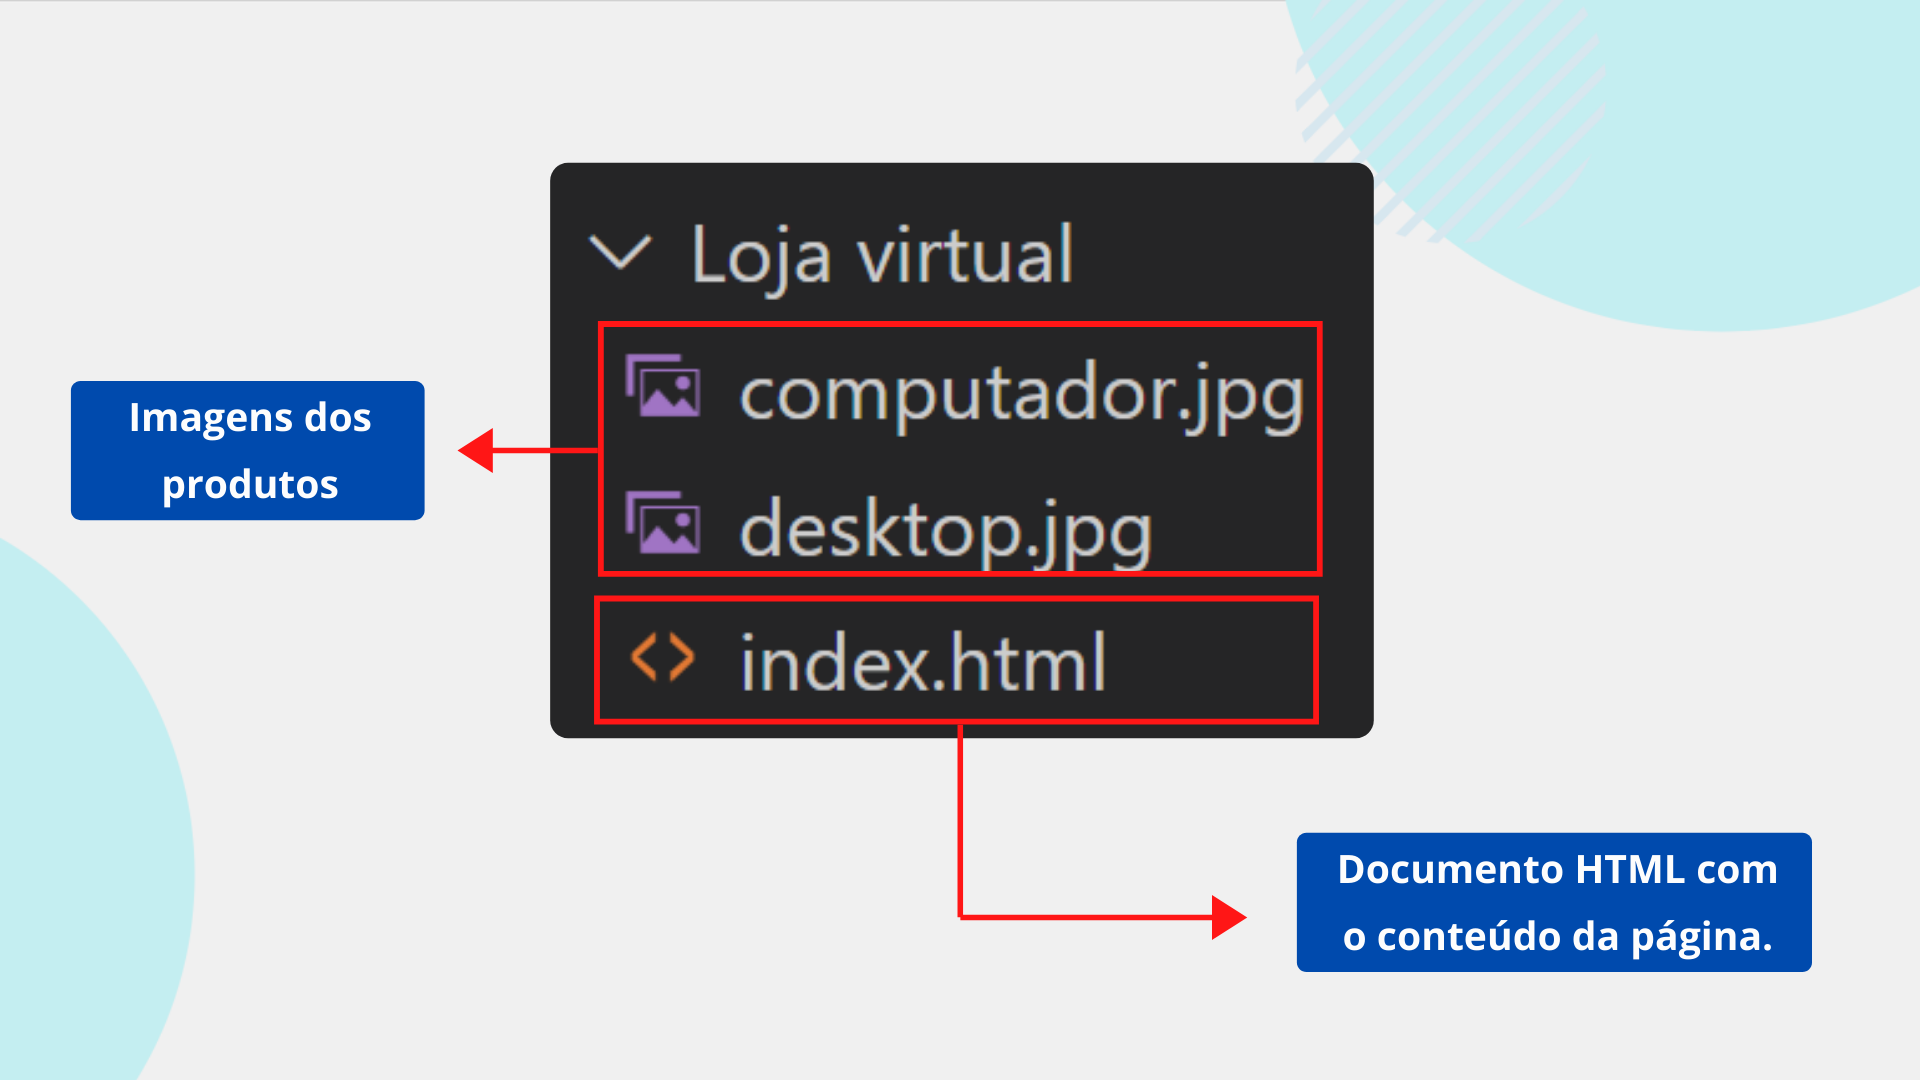 Loja virtual
computador.jpg
desktop.jpg
index.html
Imagens dos
produtos
Documento HTML com
o conteúdo da página.